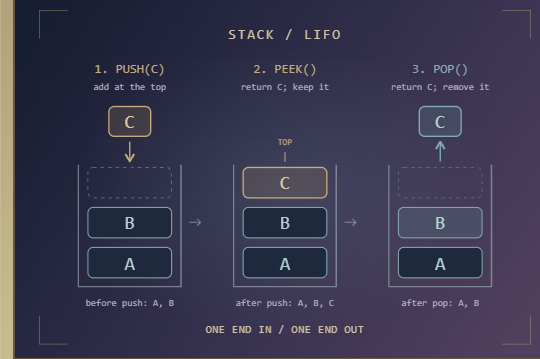 STACK / LIFO
1. PUSH(C)
add at the top
C
B
A
before push: A, B
2. PEEK()
return C; keep it
TOP
C
B
A
after push: A, B, C
3. POP()
return C; remove it
C
B
A
after pop: A, B
ONE END IN / ONE END OUT